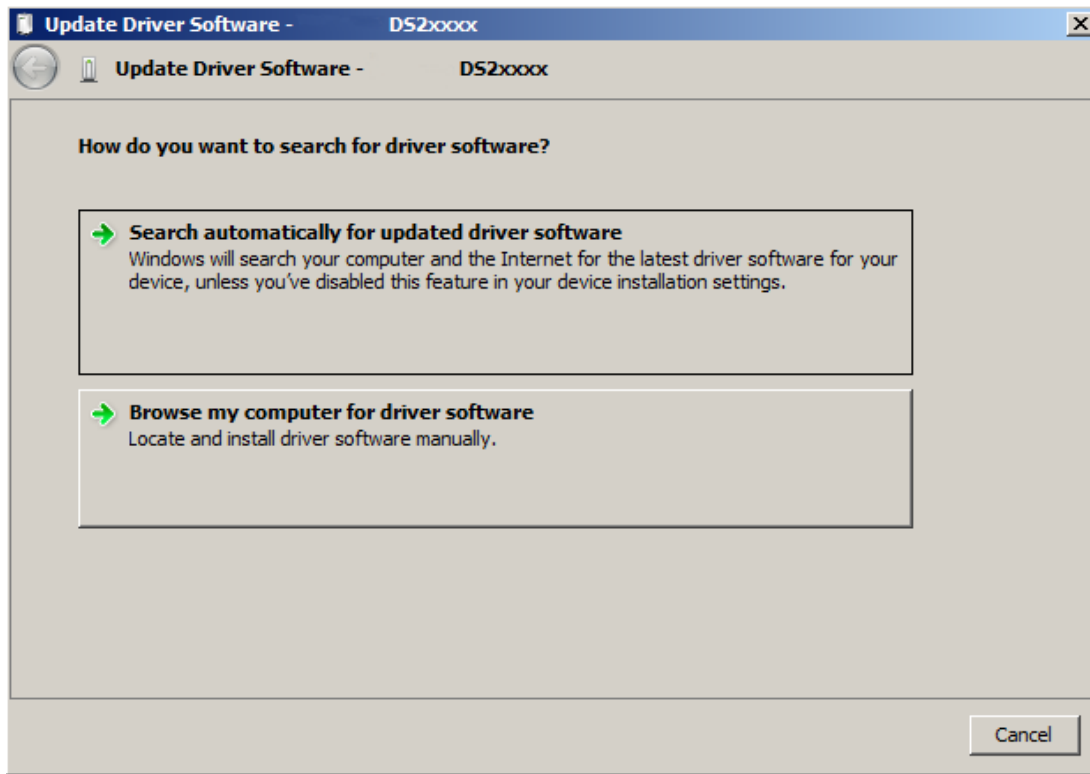 Update Driver Software - DS2xxxx
Update Driver Software - DS2xxxx
How do you want to search for driver software?
Search automatically for updated driver software
Windows will search your computer and the Internet for the latest driver software for your
device, unless you've disabled this feature in your device installation settings.
Browse my computer for driver software
Locate and install driver software manually.
Cancel